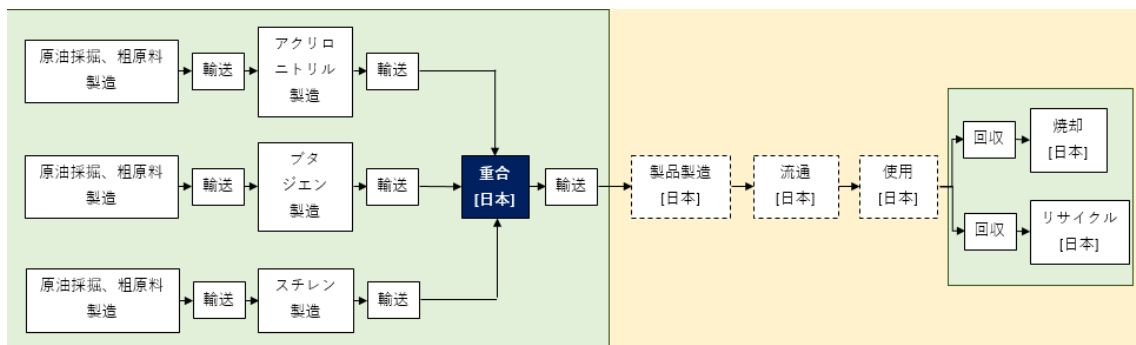 原油採掘、粗原料
製造
輸送
アクリロ
ニトリル
製造
輸送
原油採掘、粗原料
製造
輸送
ブタ
ジエン
製造
輸送
原油採掘、粗原料
製造
輸送
スチレン
製造
輸送
重合
[日本]
輸送
製品製造
[日本]
流通
[日本]
使用
[日本]
回収
焼却
[日本]
回収
リサイクル
[日本]